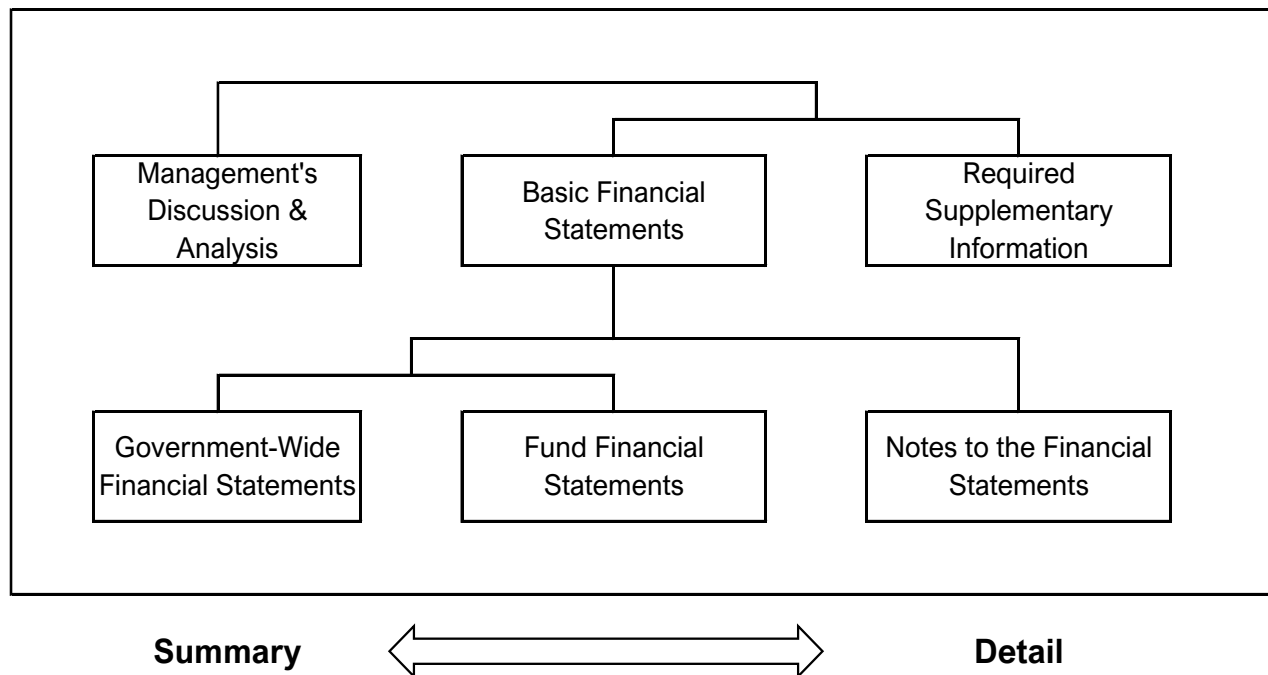 Management's
Discussion &
Analysis
Basic Financial
Statements
Required
Supplementary
Information
Government-Wide
Financial Statements
Fund Financial
Statements
Notes to the Financial
Statements
Summary
Detail